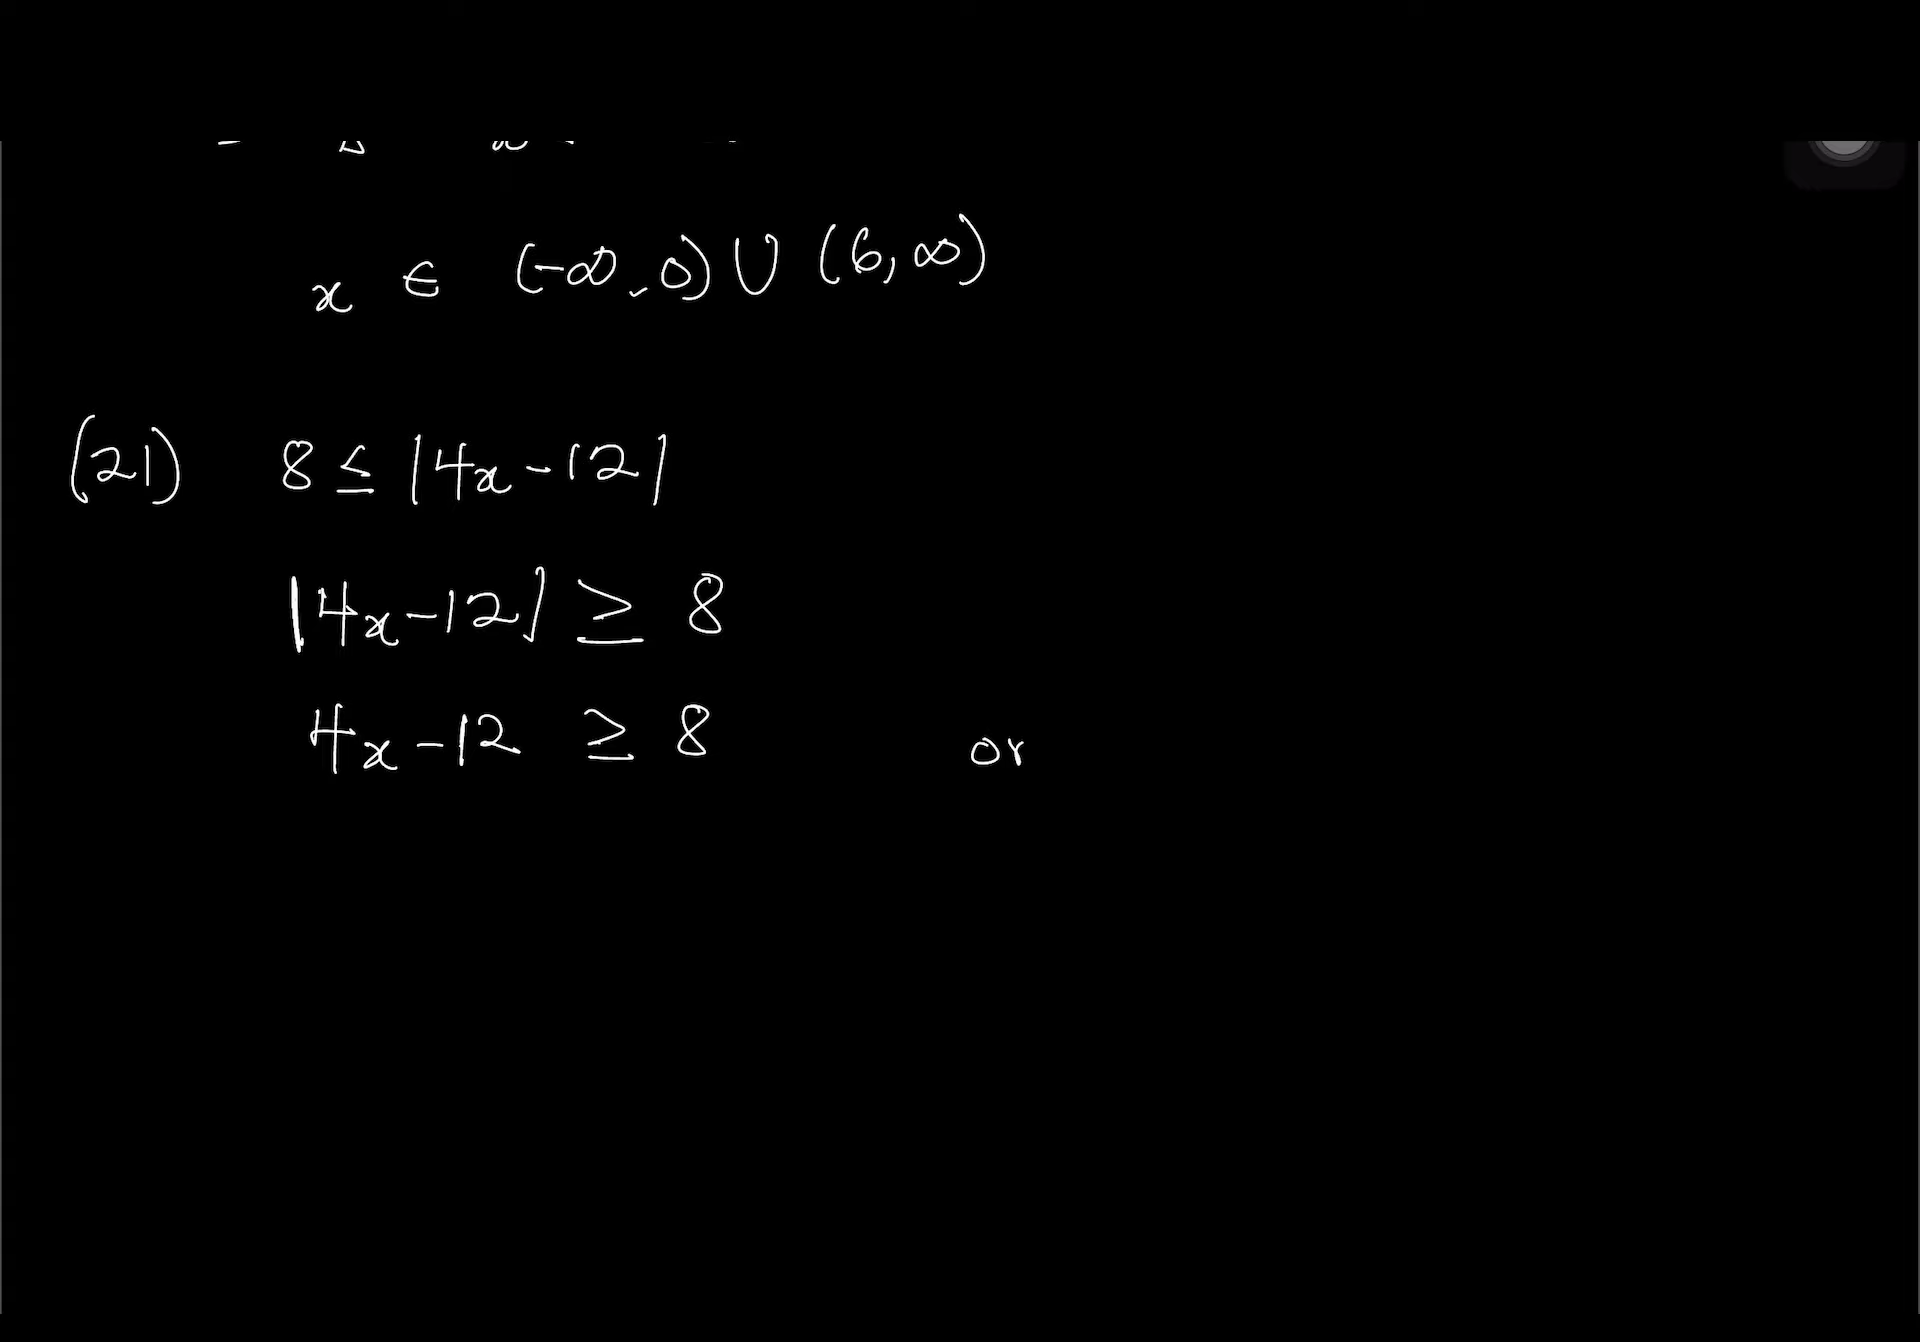 x ∈ (-∞, 0) ∪ (6, ∞)
(21) 8 ≤ |4x-12|
|4x-12| ≥ 8
4x-12 ≥ 8 or